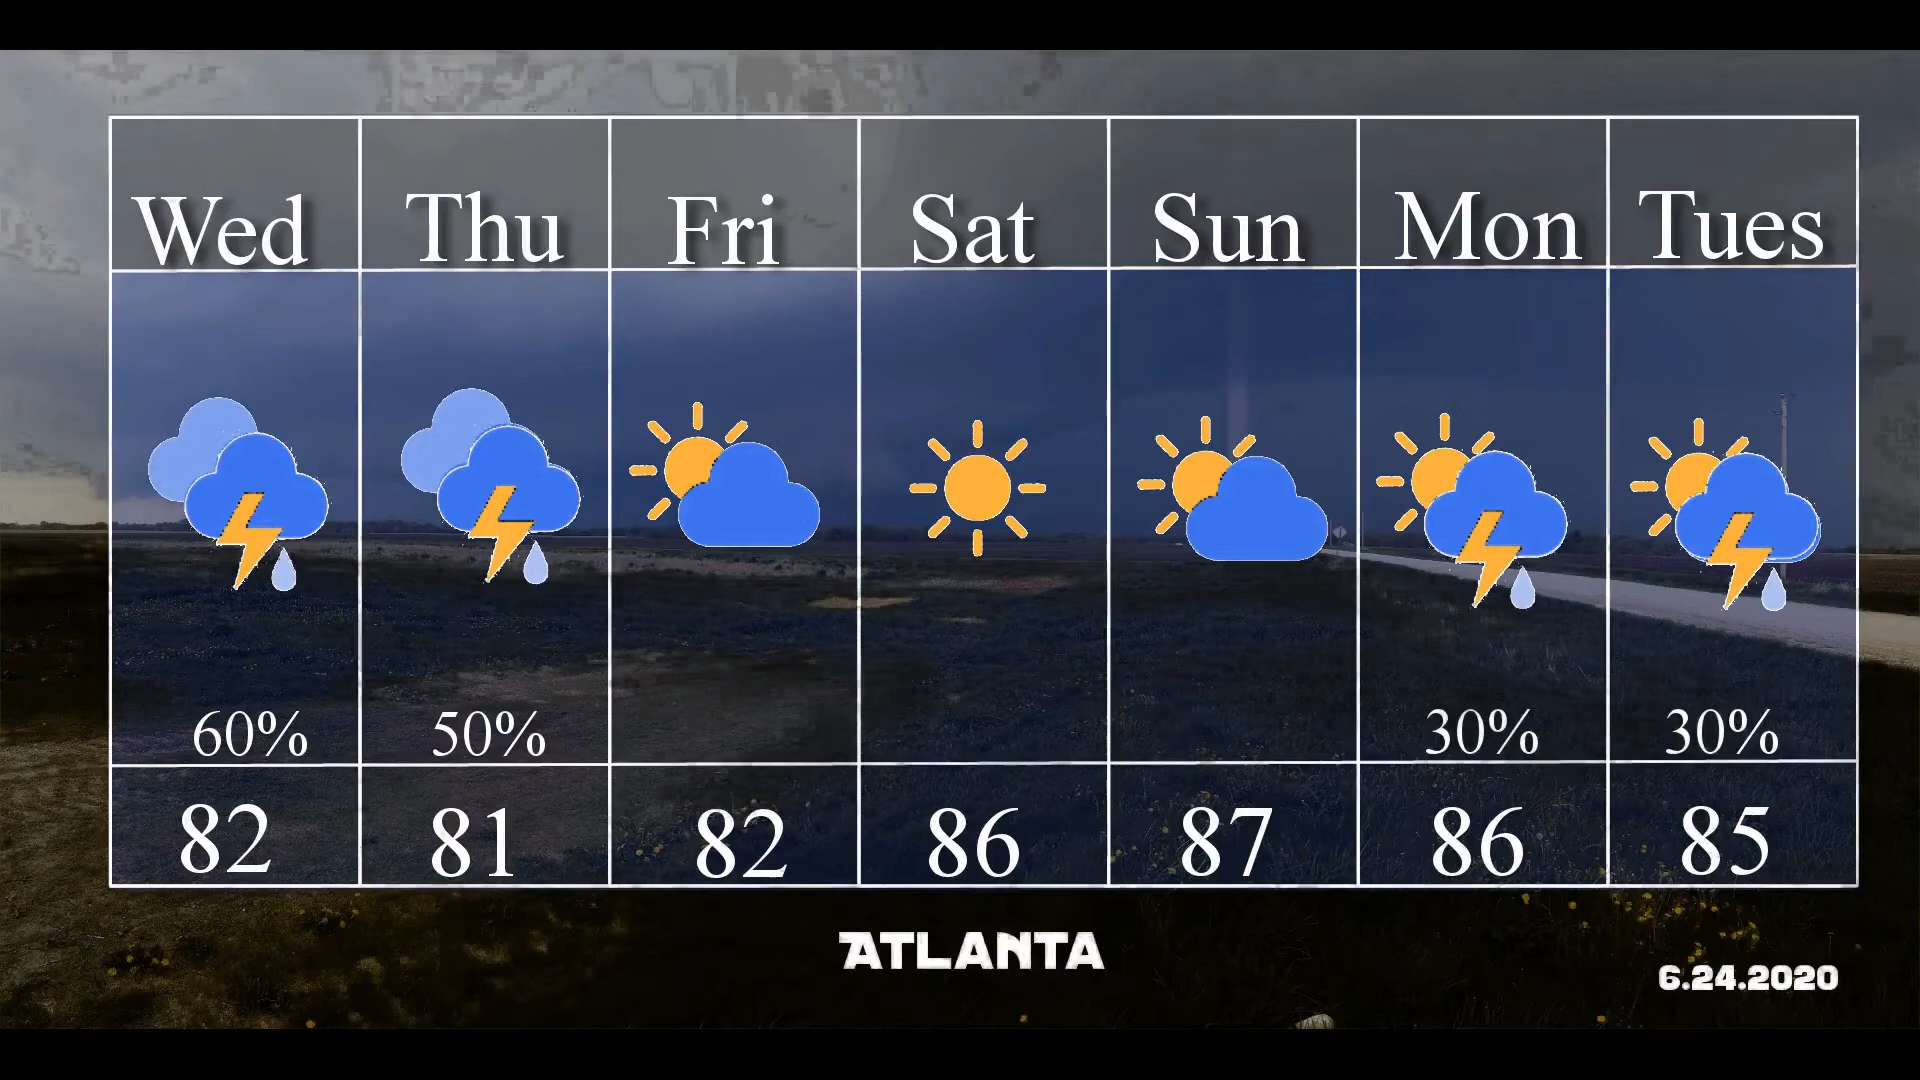 Wed Thu Fri Sat Sun Mon Tues
60% 50% 30% 30%
82 81 82 86 87 86 85
ATLANTA
6.24.2020